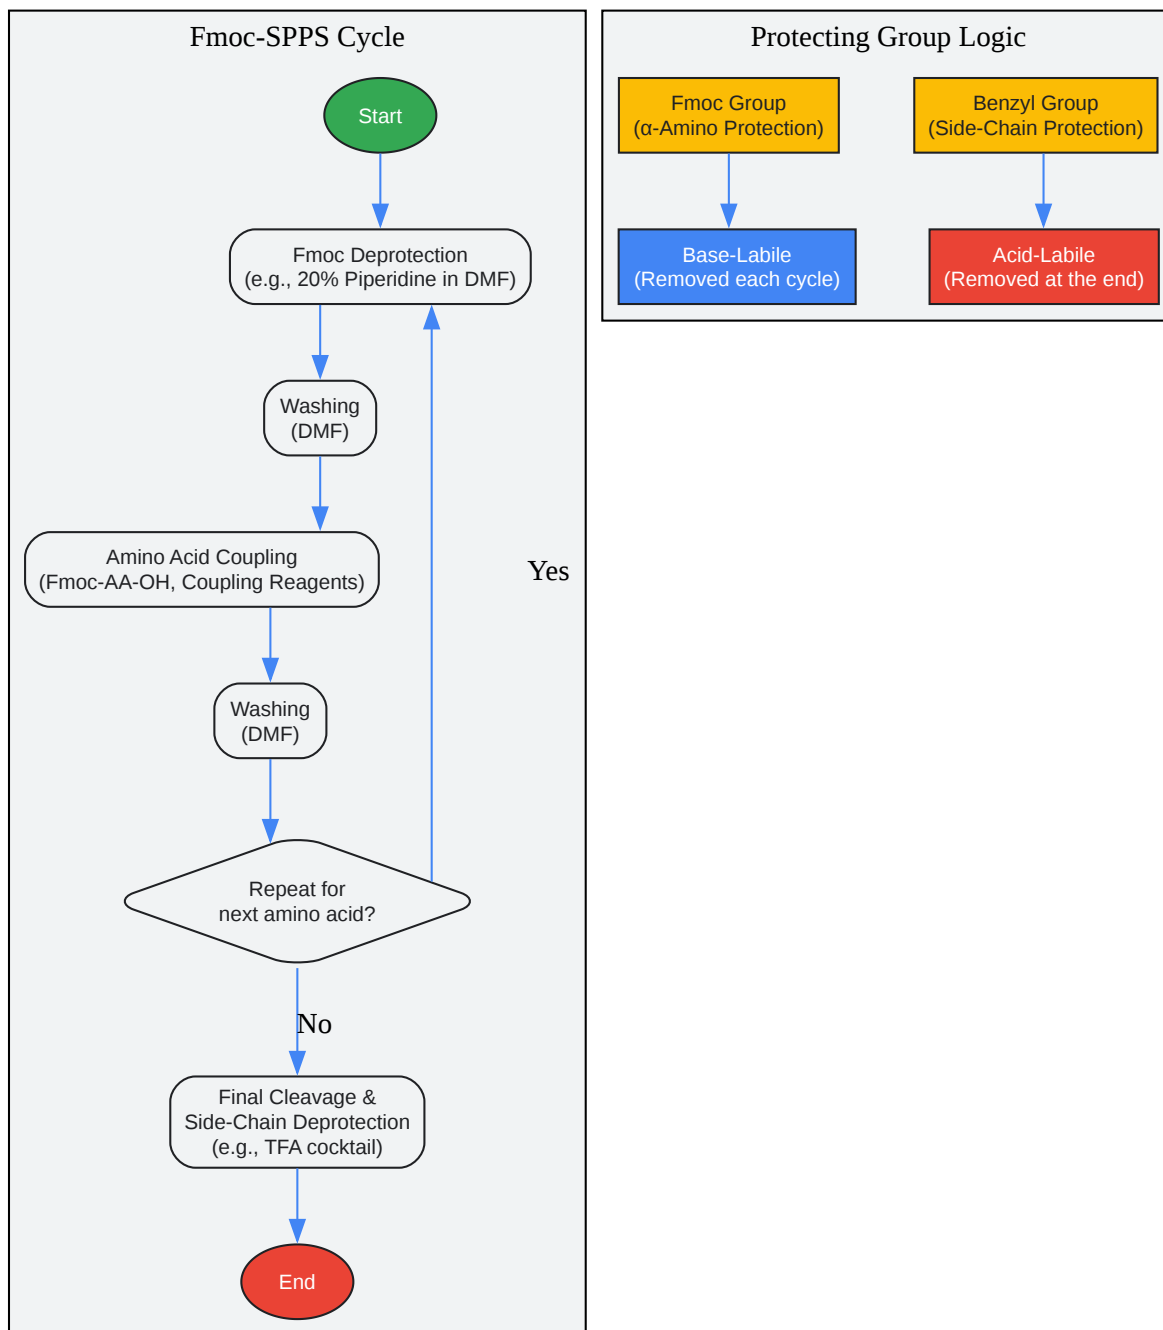 Fmoc-SPPS Cycle
Start
Fmoc Deprotection
(e.g., 20% Piperidine in DMF)
Washing
(DMF)
Amino Acid Coupling
(Fmoc-AA-OH, Coupling Reagents)
Yes
Washing
(DMF)
Repeat for
next amino acid?
No
Final Cleavage &
Side-Chain Deprotection
(e.g., TFA cocktail)
End
Protecting Group Logic
Fmoc Group
(α-Amino Protection)
Benzyl Group
(Side-Chain Protection)
Base-Labile
(Removed each cycle)
Acid-Labile
(Removed at the end)